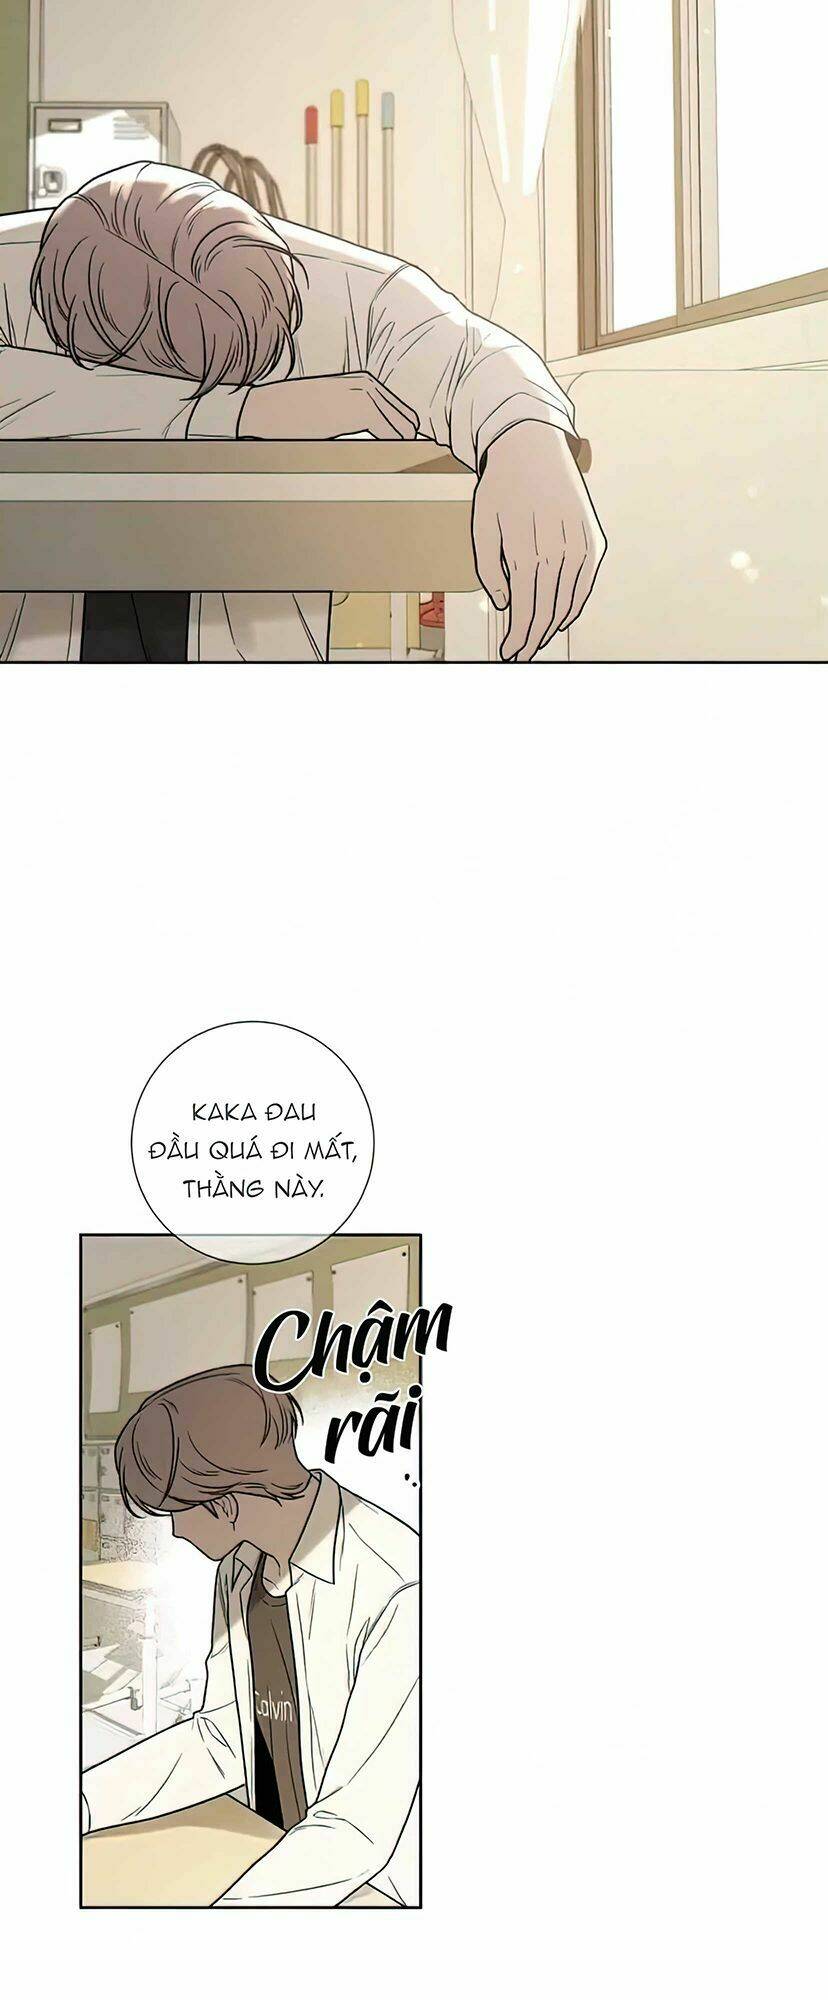 KAKA ĐAU
ĐẦU QUÁ ĐI MẤT,
THẰNG NÀY.
Chậm
rãi
Calvin